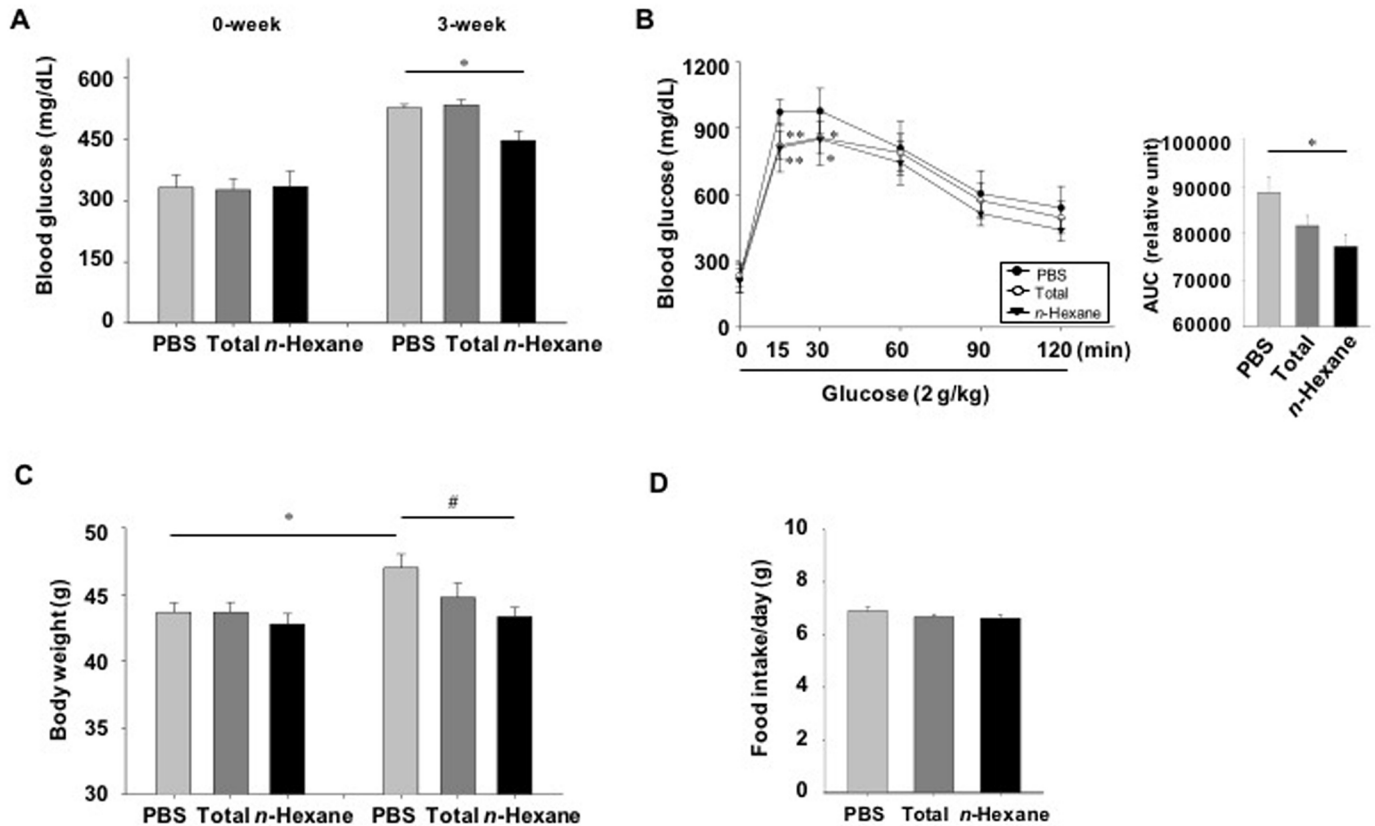 A
0-week
3-week
Blood glucose (mg/dL)
600
450
300
150
0
*
PBS Total n-Hexane
PBS Total n-Hexane
B
Blood glucose (mg/dL)
1200
900
600
300
0
** *
** *
PBS
Total
n-Hexane
0 15 30 60 90 120 (min)
Glucose (2 g/kg)
AUC (relative unit)
100000
90000
80000
70000
60000
*
PBS
Total
n-Hexane
C
Body weight (g)
50
45
40
35
30
*
#
PBS Total n-Hexane
PBS Total n-Hexane
D
Food intake/day (g)
10
8
6
4
2
0
PBS Total n-Hexane